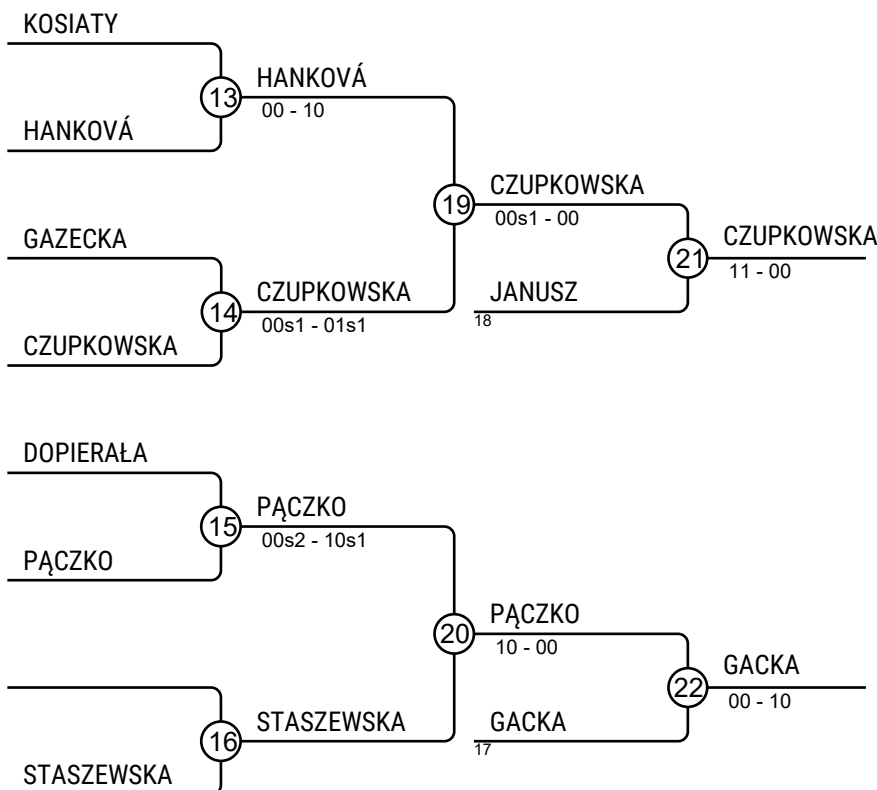 KOSIATY
13
HANKOVÁ
00 - 10
HANKOVÁ
19
CZUPKOWSKA
00s1 - 00
GAZECKA
21
CZUPKOWSKA
11 - 00
14
CZUPKOWSKA
00s1 - 01s1
JANUSZ
18
CZUPKOWSKA
DOPIERAŁA
15
PĄCZKO
00s2 - 10s1
PĄCZKO
20
PĄCZKO
10 - 00
22
GACKA
00 - 10
16
STASZEWSKA
GACKA
17
STASZEWSKA